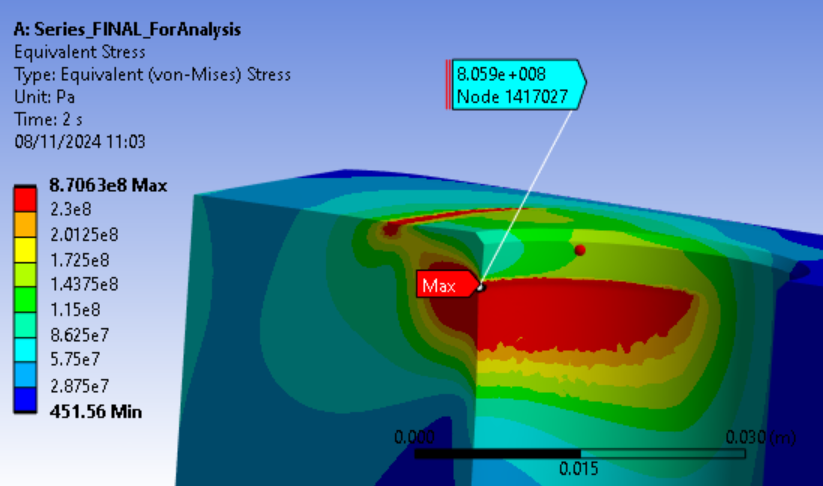 A: Series_FINAL_ForAnalysis
Equivalent Stress
Type: Equivalent (von-Mises) Stress
Unit: Pa
Time: 2 s
08/11/2024 11:03
8.059e+008
Node 1417027
8.7063e8 Max
2.3e8
2.0125e8
1.725e8
1.4375e8
1.15e8
8.625e7
5.75e7
2.875e7
451.56 Min
Max
0.000
0.030 (m)
0.015